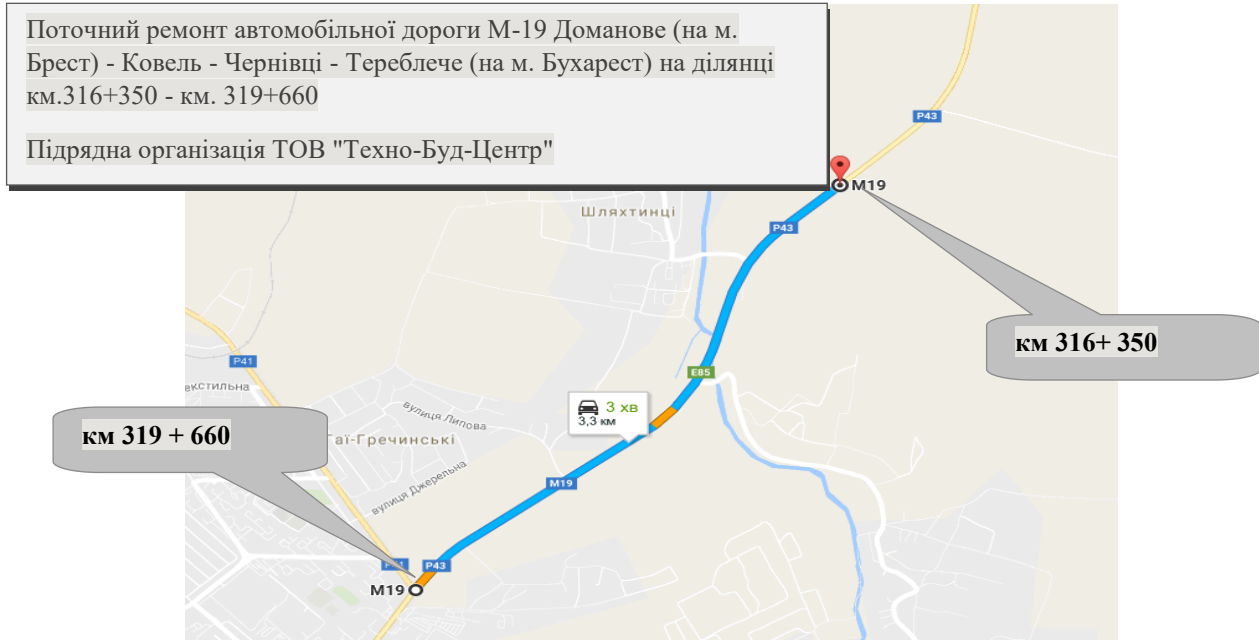 Поточний ремонт автомобільної дороги М-19 Доманове (на м.
Брест) - Ковель - Чернівці - Тереблече (на м. Бухарест) на ділянці
км.316+350 - км. 319+660
Підрядна організація ТОВ "Техно-Буд-Центр"
P43
M19
Шляхтинці
P43
км 316+ 350
P41
E85
екстильна
3 хв
3,3 км
вулиця Липова
км 319 + 660
Гаї-Гречинські
вулиця Джерельна
M19
P43
M19